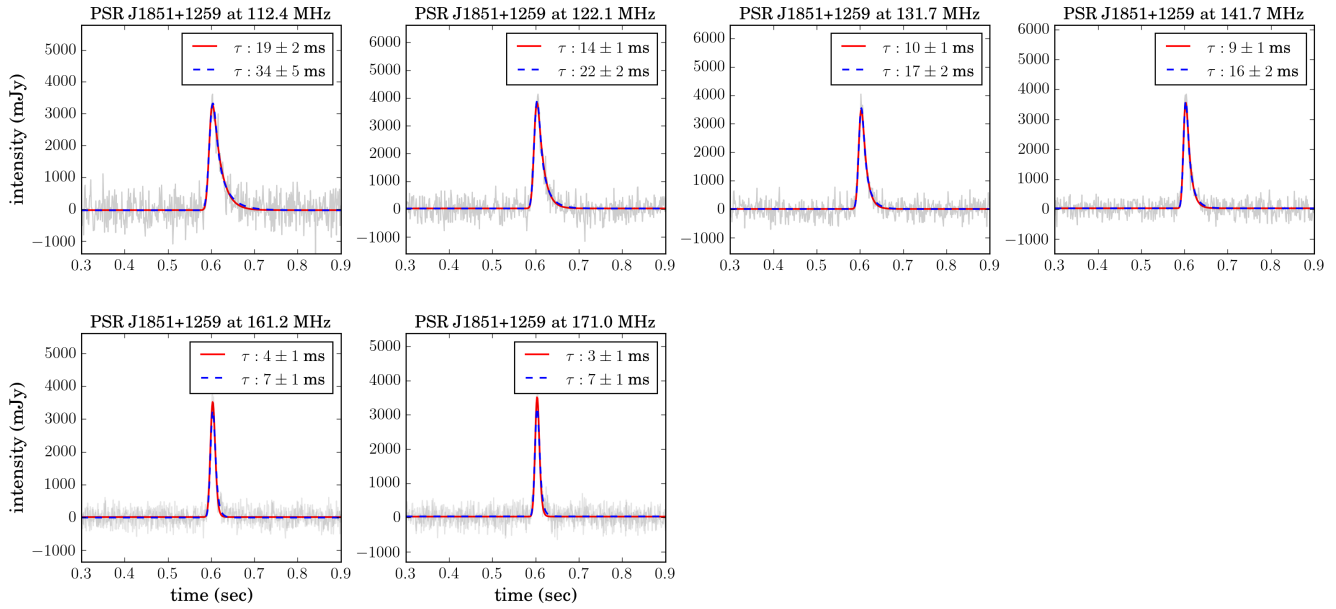 PSR J1851+1259 at 112.4 MHz
τ : 19 ± 2 ms
τ : 34 ± 5 ms
5000
4000
3000
2000
1000
0
−1000
0.3 0.4 0.5 0.6 0.7 0.8 0.9
intensity (mJy)
PSR J1851+1259 at 122.1 MHz
τ : 14 ± 1 ms
τ : 22 ± 2 ms
6000
5000
4000
3000
2000
1000
0
−1000
0.3 0.4 0.5 0.6 0.7 0.8 0.9
PSR J1851+1259 at 131.7 MHz
τ : 10 ± 1 ms
τ : 17 ± 2 ms
6000
5000
4000
3000
2000
1000
0
−1000
0.3 0.4 0.5 0.6 0.7 0.8 0.9
PSR J1851+1259 at 141.7 MHz
τ : 9 ± 1 ms
τ : 16 ± 2 ms
6000
5000
4000
3000
2000
1000
0
−1000
0.3 0.4 0.5 0.6 0.7 0.8 0.9
PSR J1851+1259 at 161.2 MHz
τ : 4 ± 1 ms
τ : 7 ± 1 ms
5000
4000
3000
2000
1000
0
−1000
0.3 0.4 0.5 0.6 0.7 0.8 0.9
intensity (mJy)
time (sec)
PSR J1851+1259 at 171.0 MHz
τ : 3 ± 1 ms
τ : 7 ± 1 ms
5000
4000
3000
2000
1000
0
−1000
0.3 0.4 0.5 0.6 0.7 0.8 0.9
time (sec)